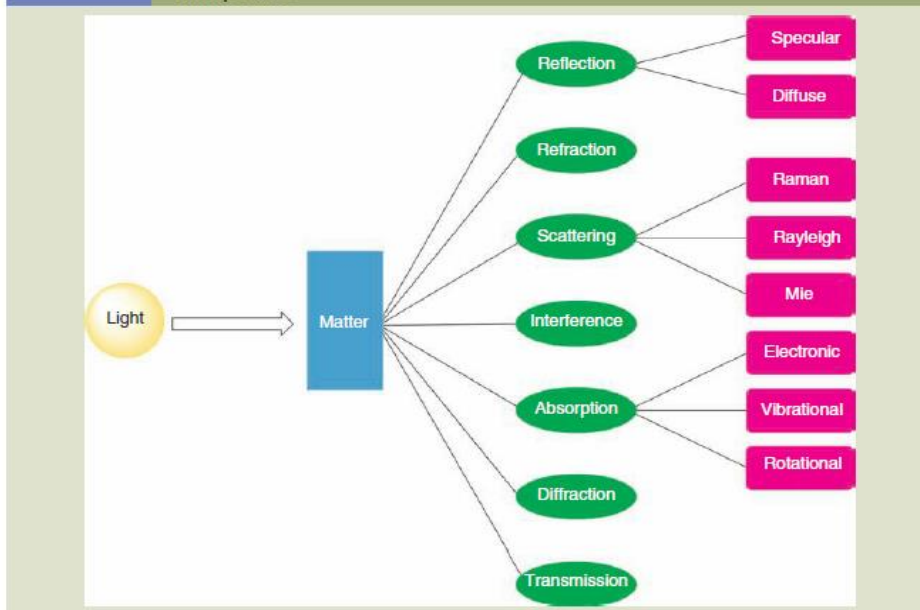 Light
Matter
Reflection
Refraction
Scattering
Interference
Absorption
Diffraction
Transmission
Specular
Diffuse
Raman
Rayleigh
Mie
Electronic
Vibrational
Rotational